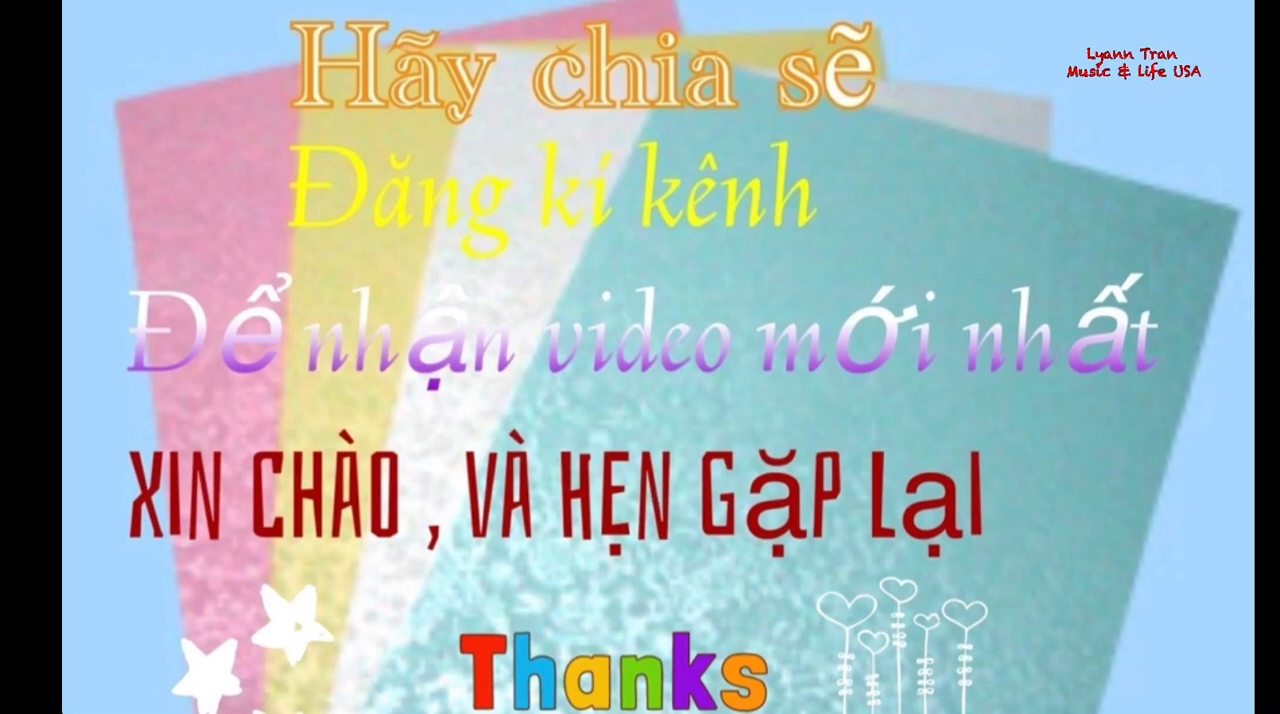 Hãy chia sẽ
Lyann Tran
Music & Life USA
Đăng kí kênh
Để nhận video mới nhất
XIN CHÀO , VÀ HẸN GặP LạI
Thanks